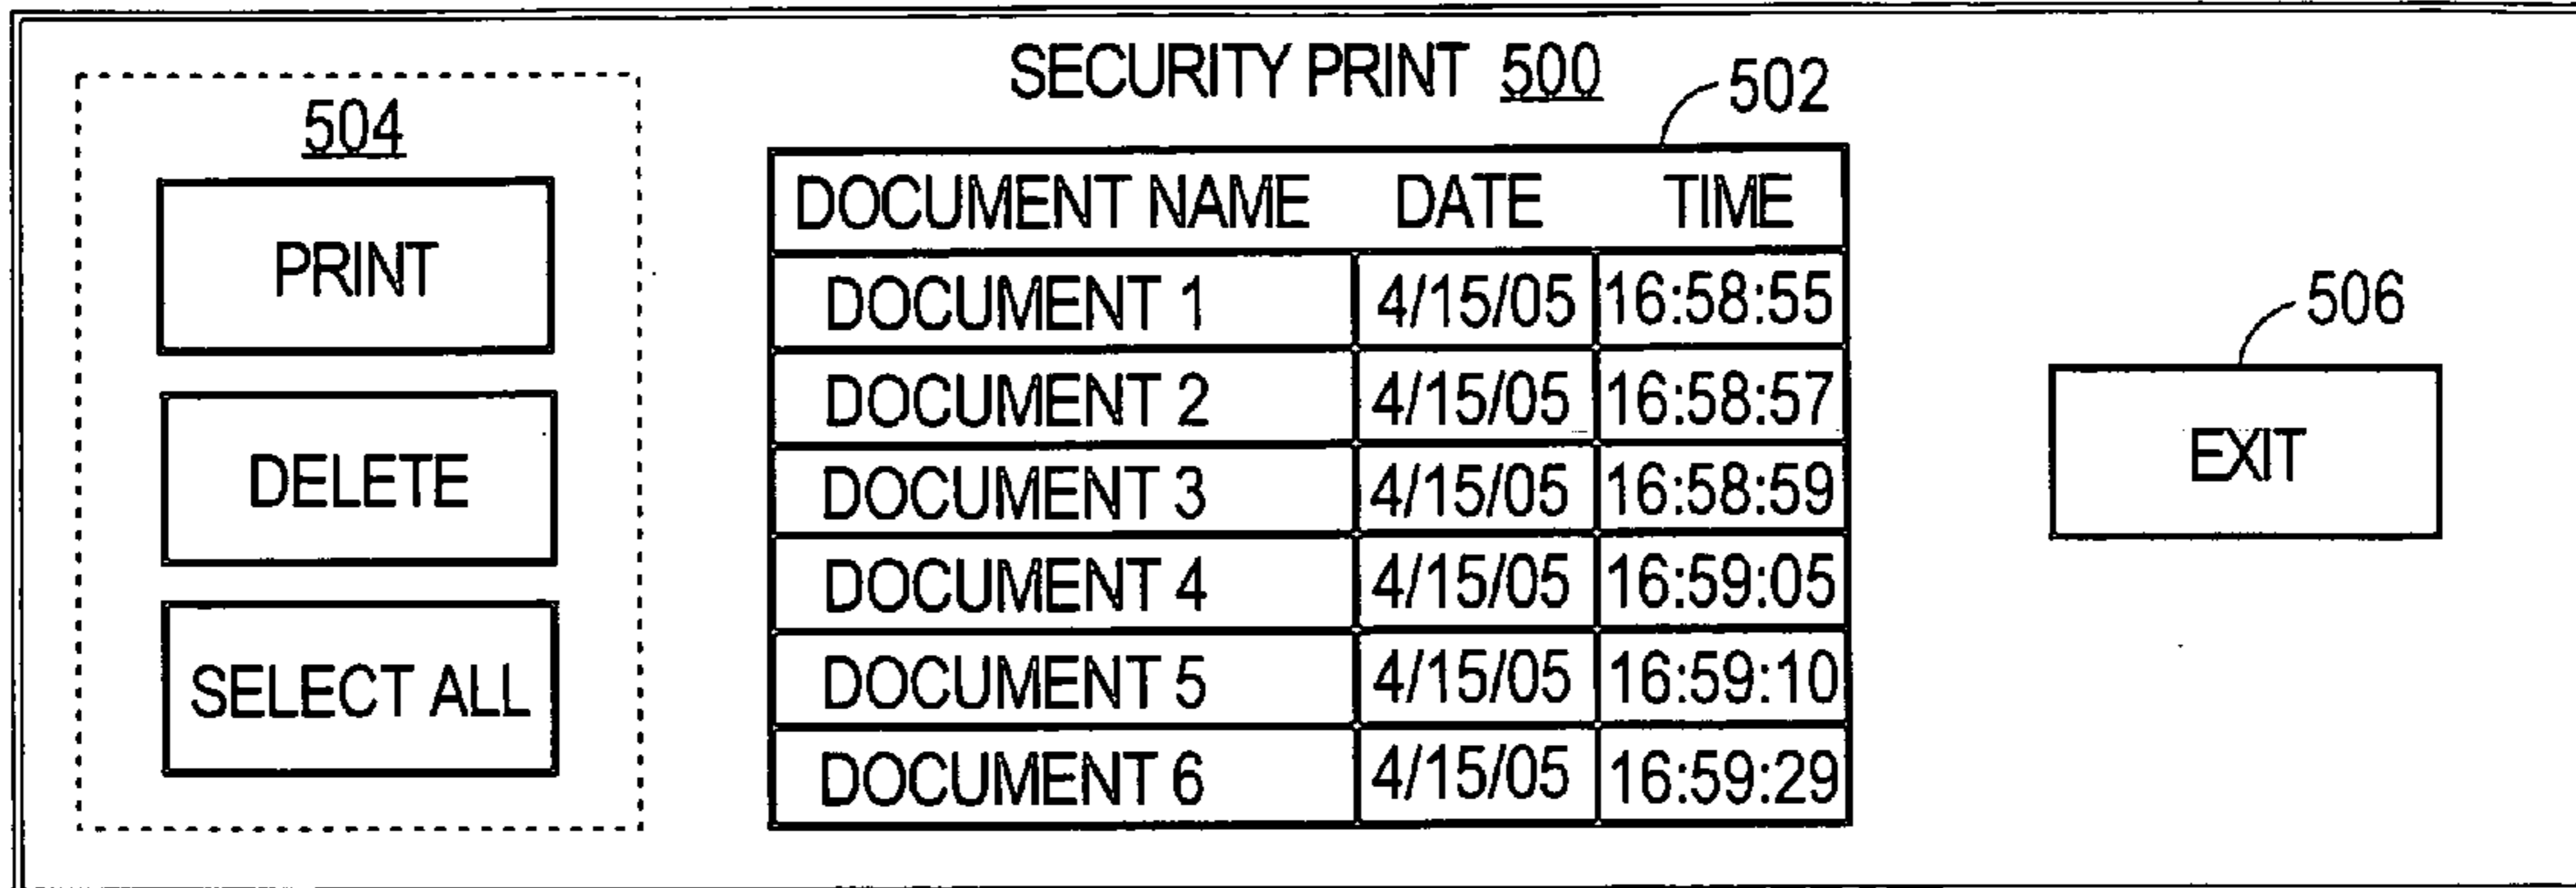 SECURITY PRINT 500
502
504
PRINT
DELETE
SELECT ALL
DOCUMENT NAME DATE TIME
DOCUMENT 1 4/15/05 16:58:55
DOCUMENT 2 4/15/05 16:58:57
DOCUMENT 3 4/15/05 16:58:59
DOCUMENT 4 4/15/05 16:59:05
DOCUMENT 5 4/15/05 16:59:10
DOCUMENT 6 4/15/05 16:59:29
506
EXIT